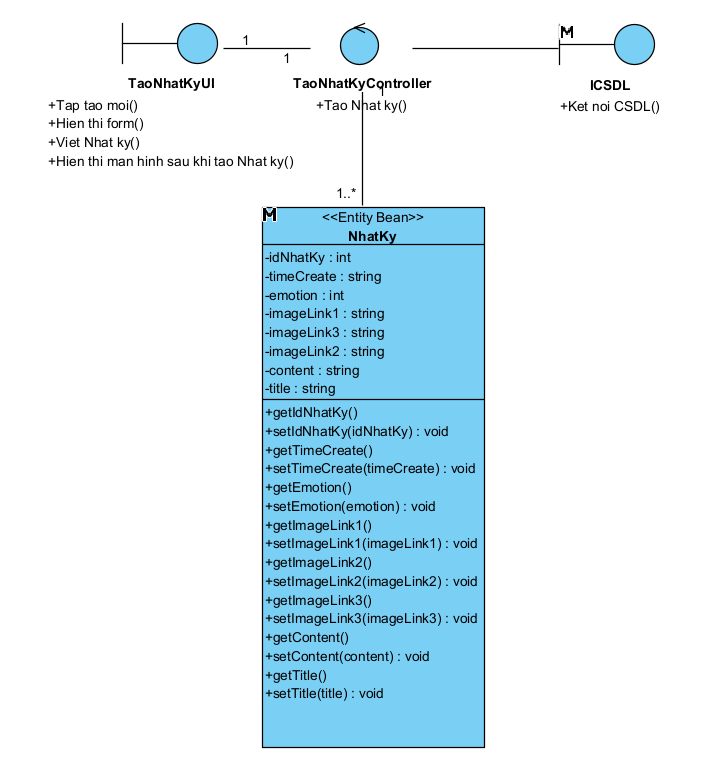 1
1
M
TaoNhatKyUI
+Tap tao moi()
+Hien thi form()
+Viet Nhat ky()
+Hien thi man hinh sau khi tao Nhat ky()
TaoNhatKyController
+Tao Nhat ky()
1
ICSDL
+Ket noi CSDL()
1..*
M
<<Entity Bean>>
NhatKy
-idNhatKy : int
-timeCreate : string
-emotion : int
-imageLink1 : string
-imageLink3 : string
-imageLink2 : string
-content : string
-title : string
+getIdNhatKy()
+setIdNhatKy(idNhatKy) : void
+getTimeCreate()
+setTimeCreate(timeCreate) : void
+getEmotion()
+setEmotion(emotion) : void
+getImageLink1()
+setImageLink1(imageLink1) : void
+getImageLink2()
+setImageLink2(imageLink2) : void
+getImageLink3()
+setImageLink3(imageLink3) : void
+getContent()
+setContent(content) : void
+getTitle()
+setTitle(title) : void